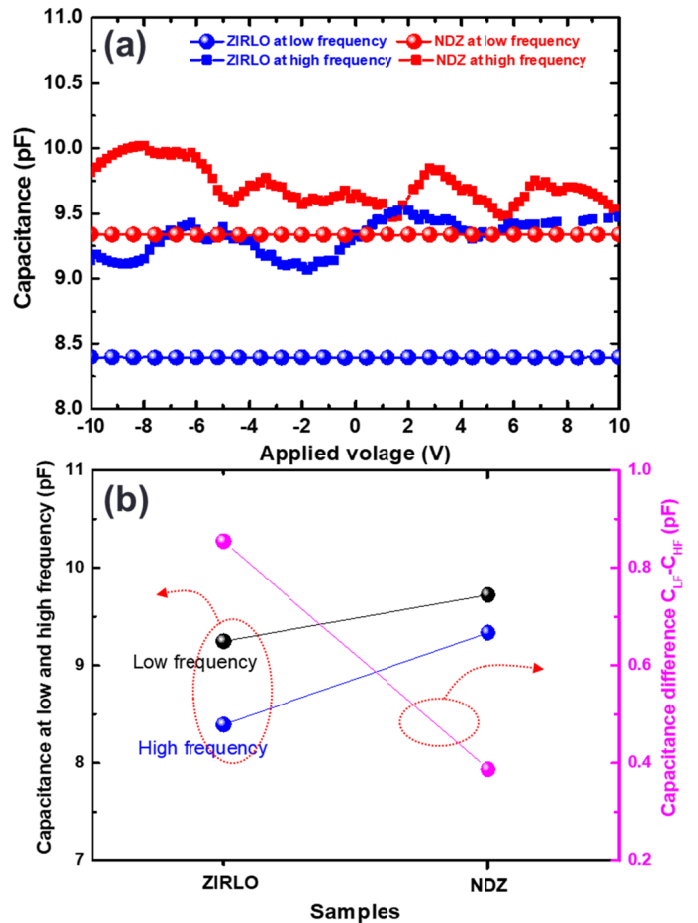 (a)
ZIRLO at low frequency
NDZ at low frequency
ZIRLO at high frequency
NDZ at high frequency
Capacitance (pF)
11.0
10.5
10.0
9.5
9.0
8.5
8.0
-10 -8 -6 -4 -2 0 2 4 6 8 10
Applied volage (V)
(b)
Capacitance at low and high frequency (pF)
11
10
9
8
7
Low frequency
High frequency
1.0
0.8
0.6
0.4
0.2
Capacitance difference C_LF-C_HF (pF)
ZIRLO NDZ
Samples